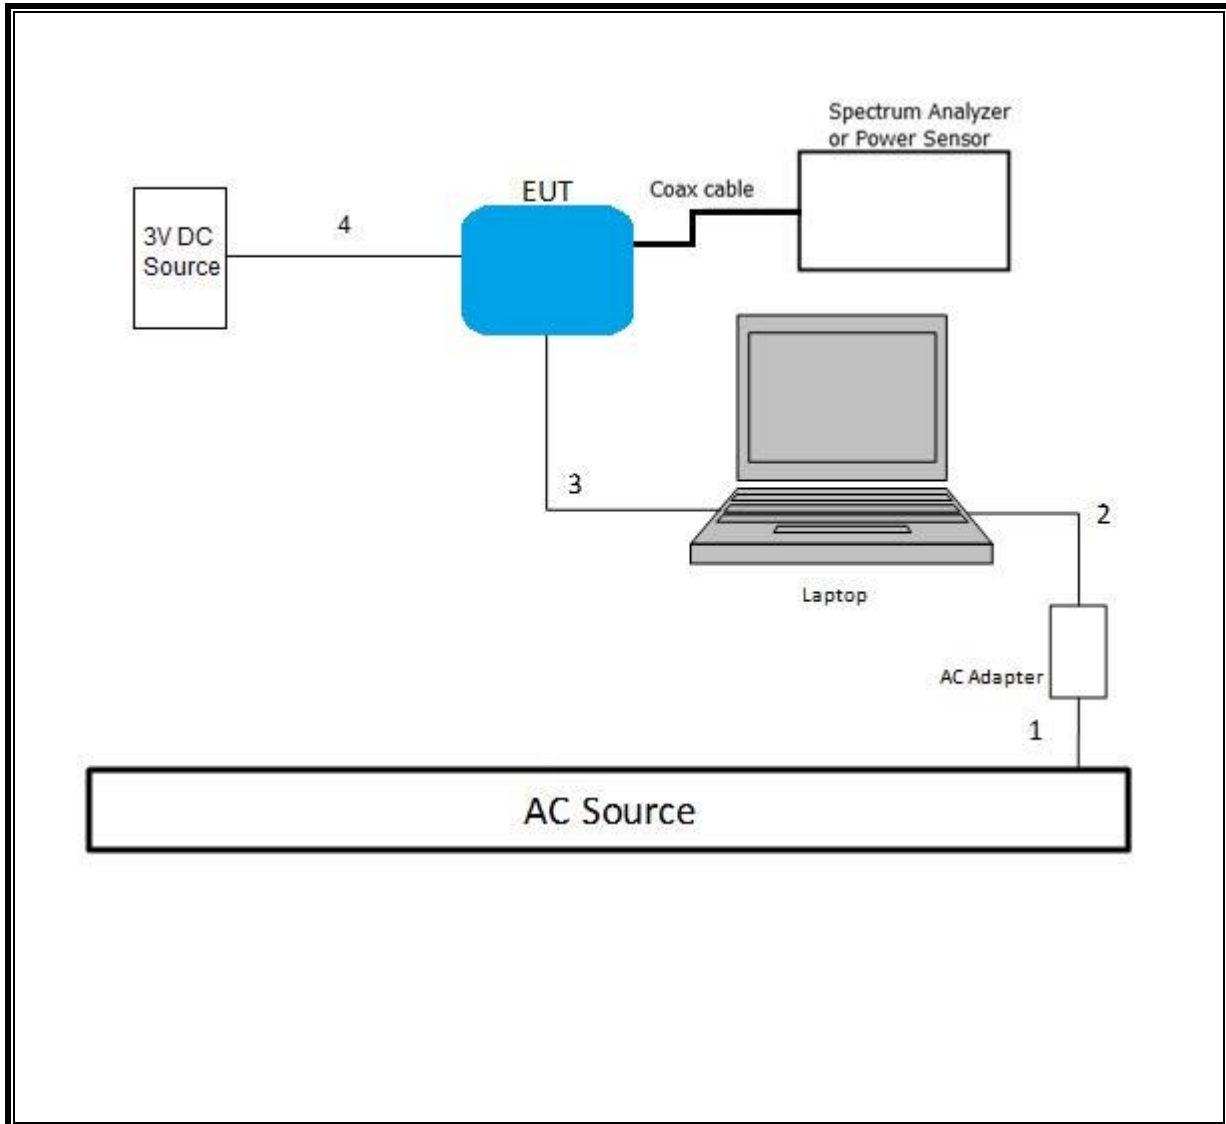 Spectrum Analyzer
or Power Sensor
EUT
Coax cable
3V DC
Source
4
3
2
Laptop
AC Adapter
1
AC Source